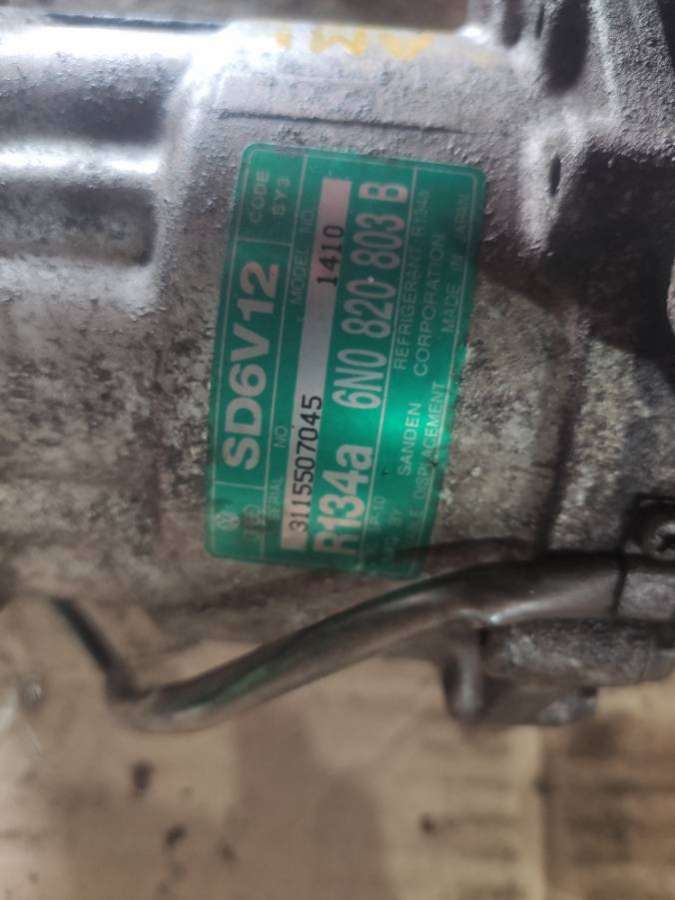 SD6V12
CODE
SY3
SERIAL NO
MODEL NO.
3115507045 1410
R134a 6N0 820 803 B
REFRIGERANT R134a
SANDEN CORPORATION
DISPLACEMENT MADE IN JAPAN